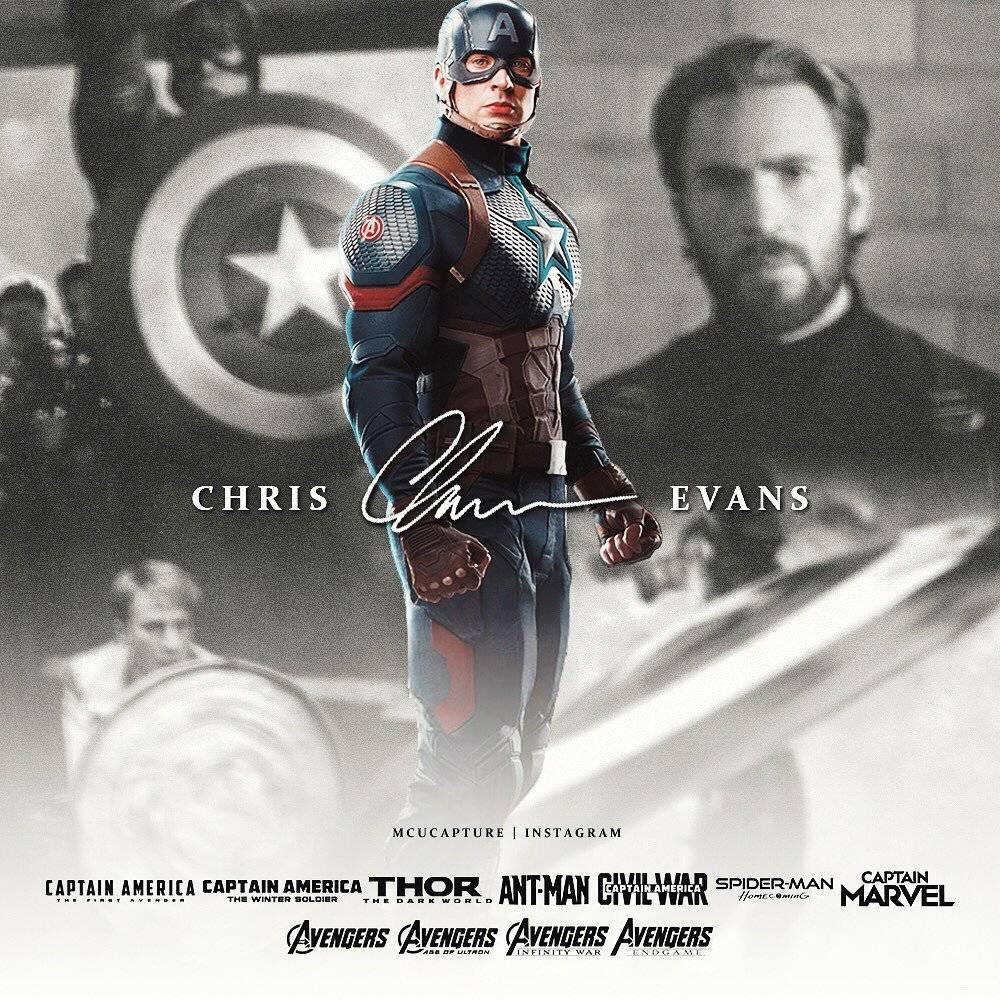 A
A
CHRIS EVANS
MCUCAPTURE | INSTAGRAM
CAPTAIN AMERICA THE FIRST AVENGER
CAPTAIN AMERICA THE WINTER SOLDIER
THOR THE DARK WORLD
ANT-MAN
CIVIL WAR CAPTAIN AMERICA
SPIDER-MAN HOMECOMING
CAPTAIN MARVEL
AVENGERS
AVENGERS AGE OF ULTRON
AVENGERS INFINITY WAR
AVENGERS ENDGAME